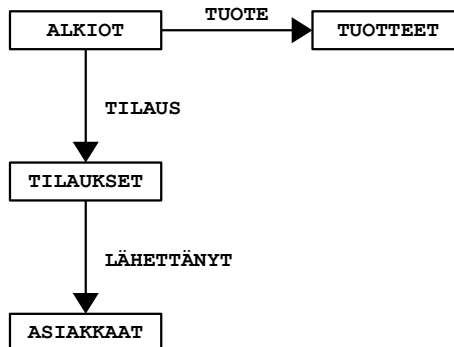 TUOTE
ALKIOT
TUOTTEET
TILAUS
TILAUKSET
LÄHETTÄNYT
ASIAKKAAT